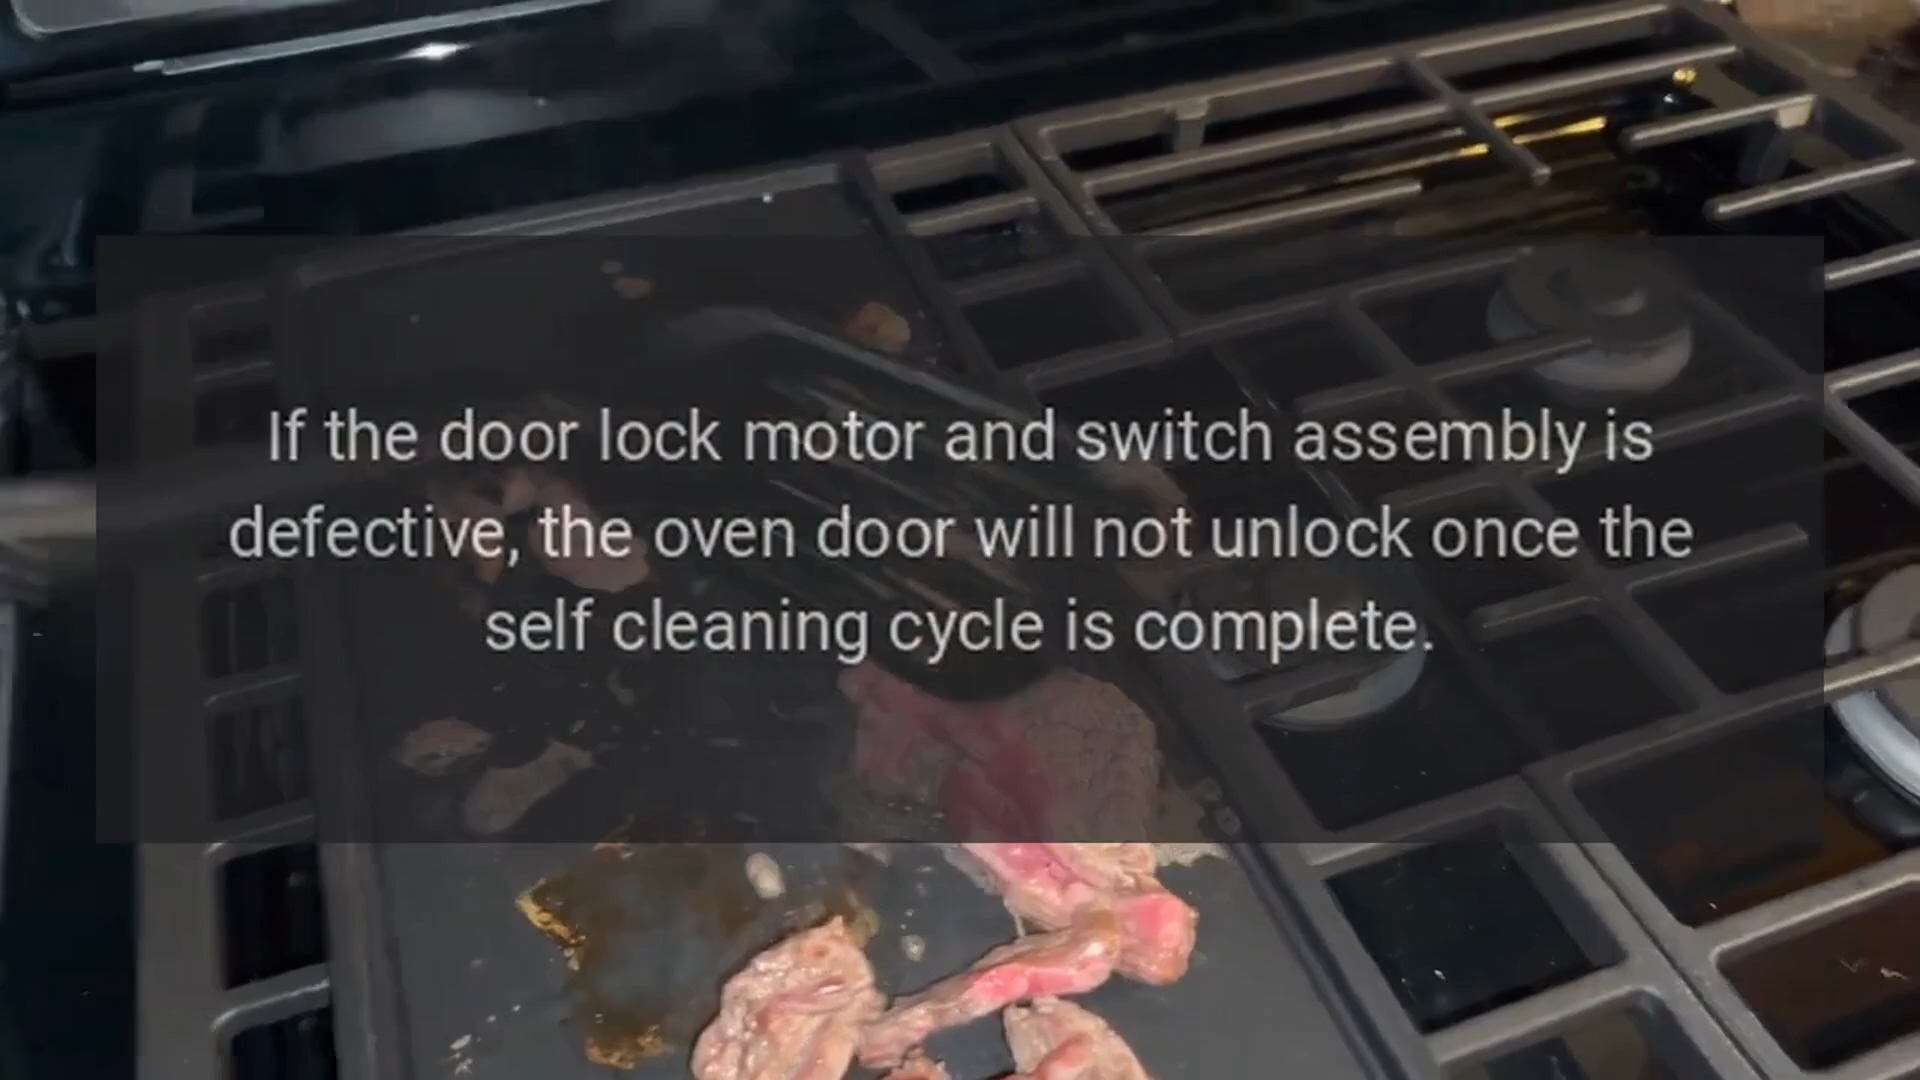 If the door lock motor and switch assembly is
defective, the oven door will not unlock once the
self cleaning cycle is complete.